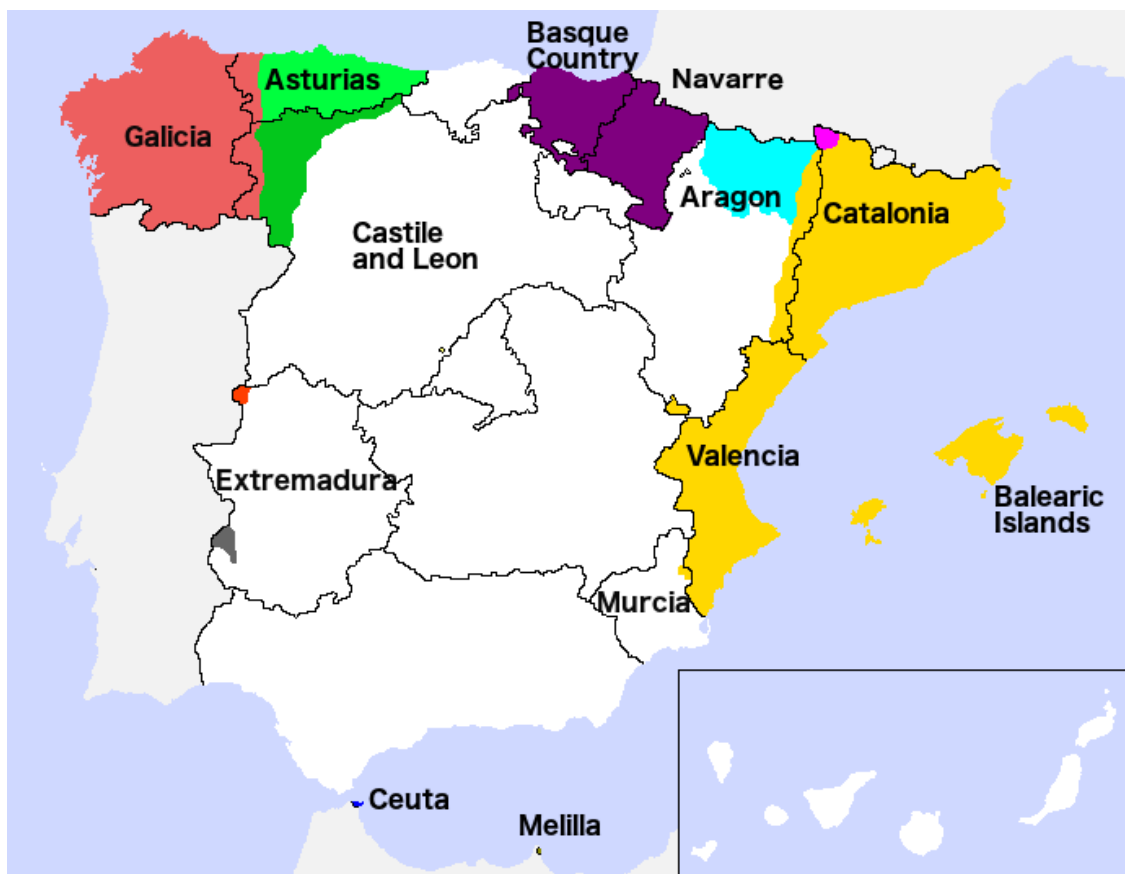 Basque
Country
Navarre
Asturias
Galicia
Aragon
Catalonia
Castile
and Leon
Valencia
Extremadura
Balearic
Islands
Murcia
Ceuta
Melilla